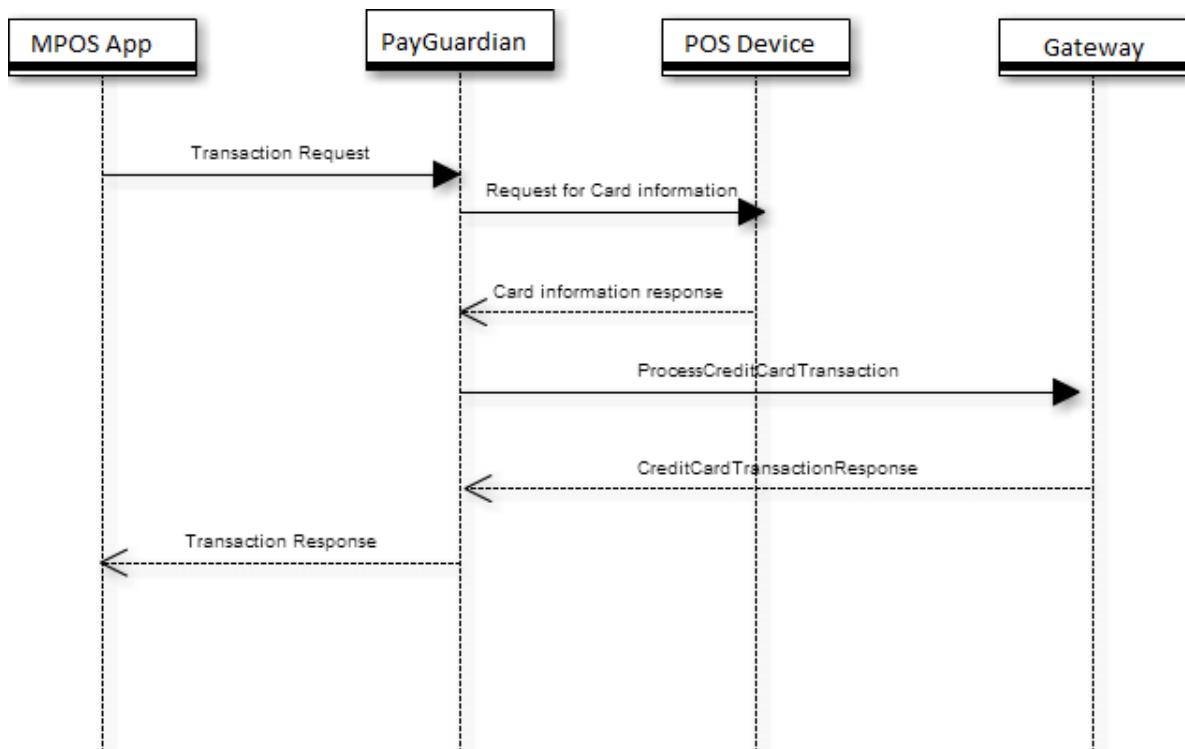 MPOS App
PayGuardian
POS Device
Gateway
Transaction Request
Request for Card information
Card information response
ProcessCreditCardTransaction
CreditCardTransactionResponse
Transaction Response